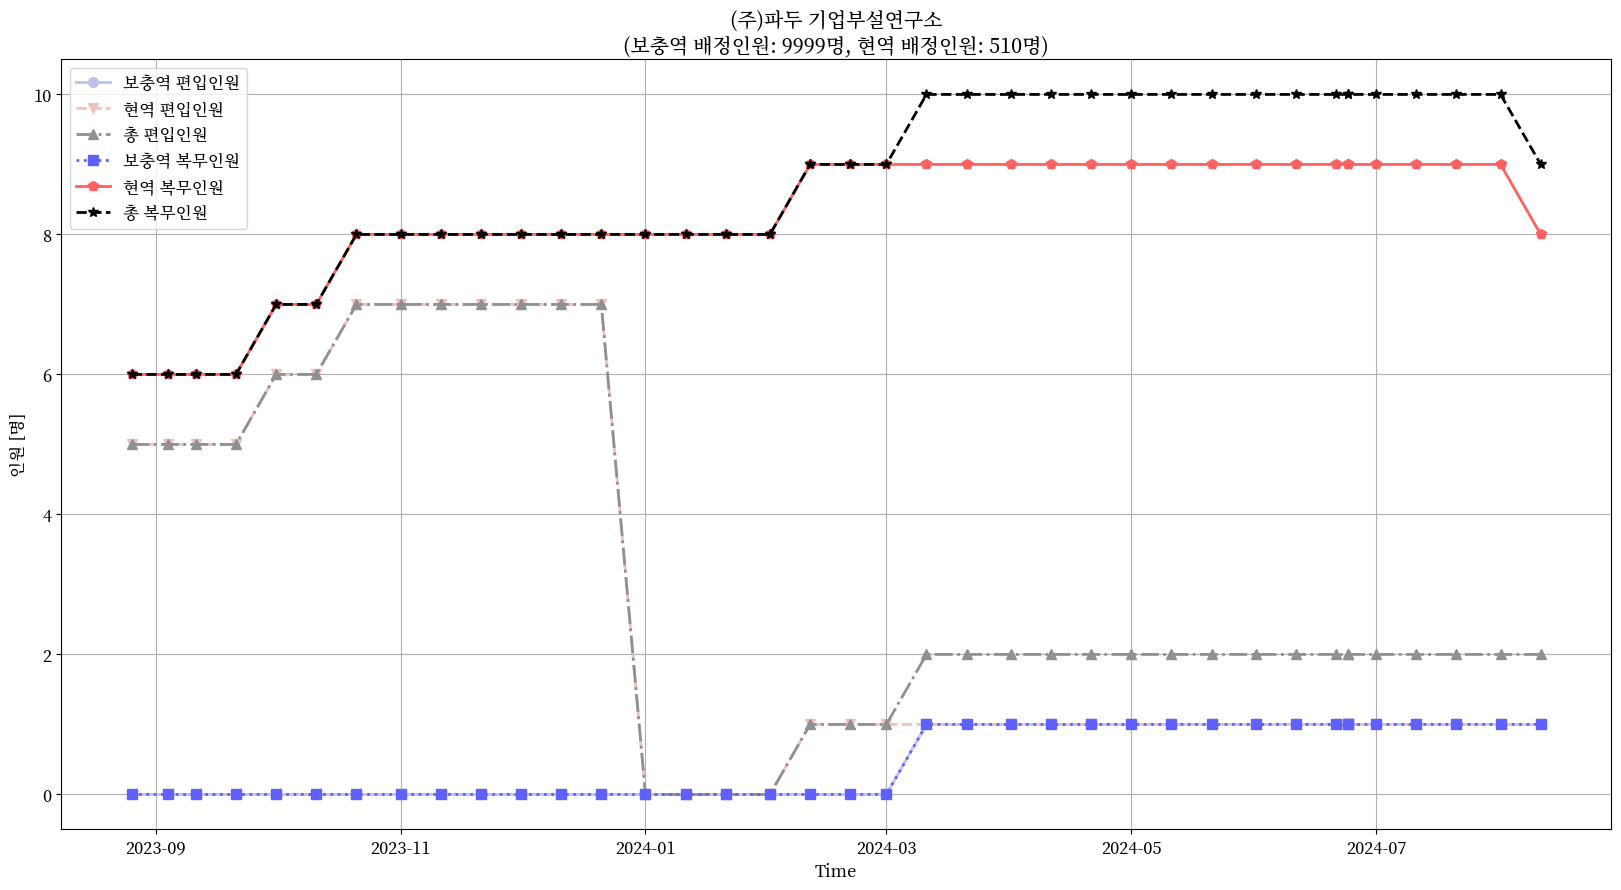 (주)파두 기업부설연구소
(보충역 배정인원: 9999명, 현역 배정인원: 510명)
보충역 편입인원
현역 편입인원
총 편입인원
보충역 복무인원
현역 복무인원
총 복무인원
인원 [명]
10
8
6
4
2
0
2023-09
2023-11
2024-01
2024-03
2024-05
2024-07
Time